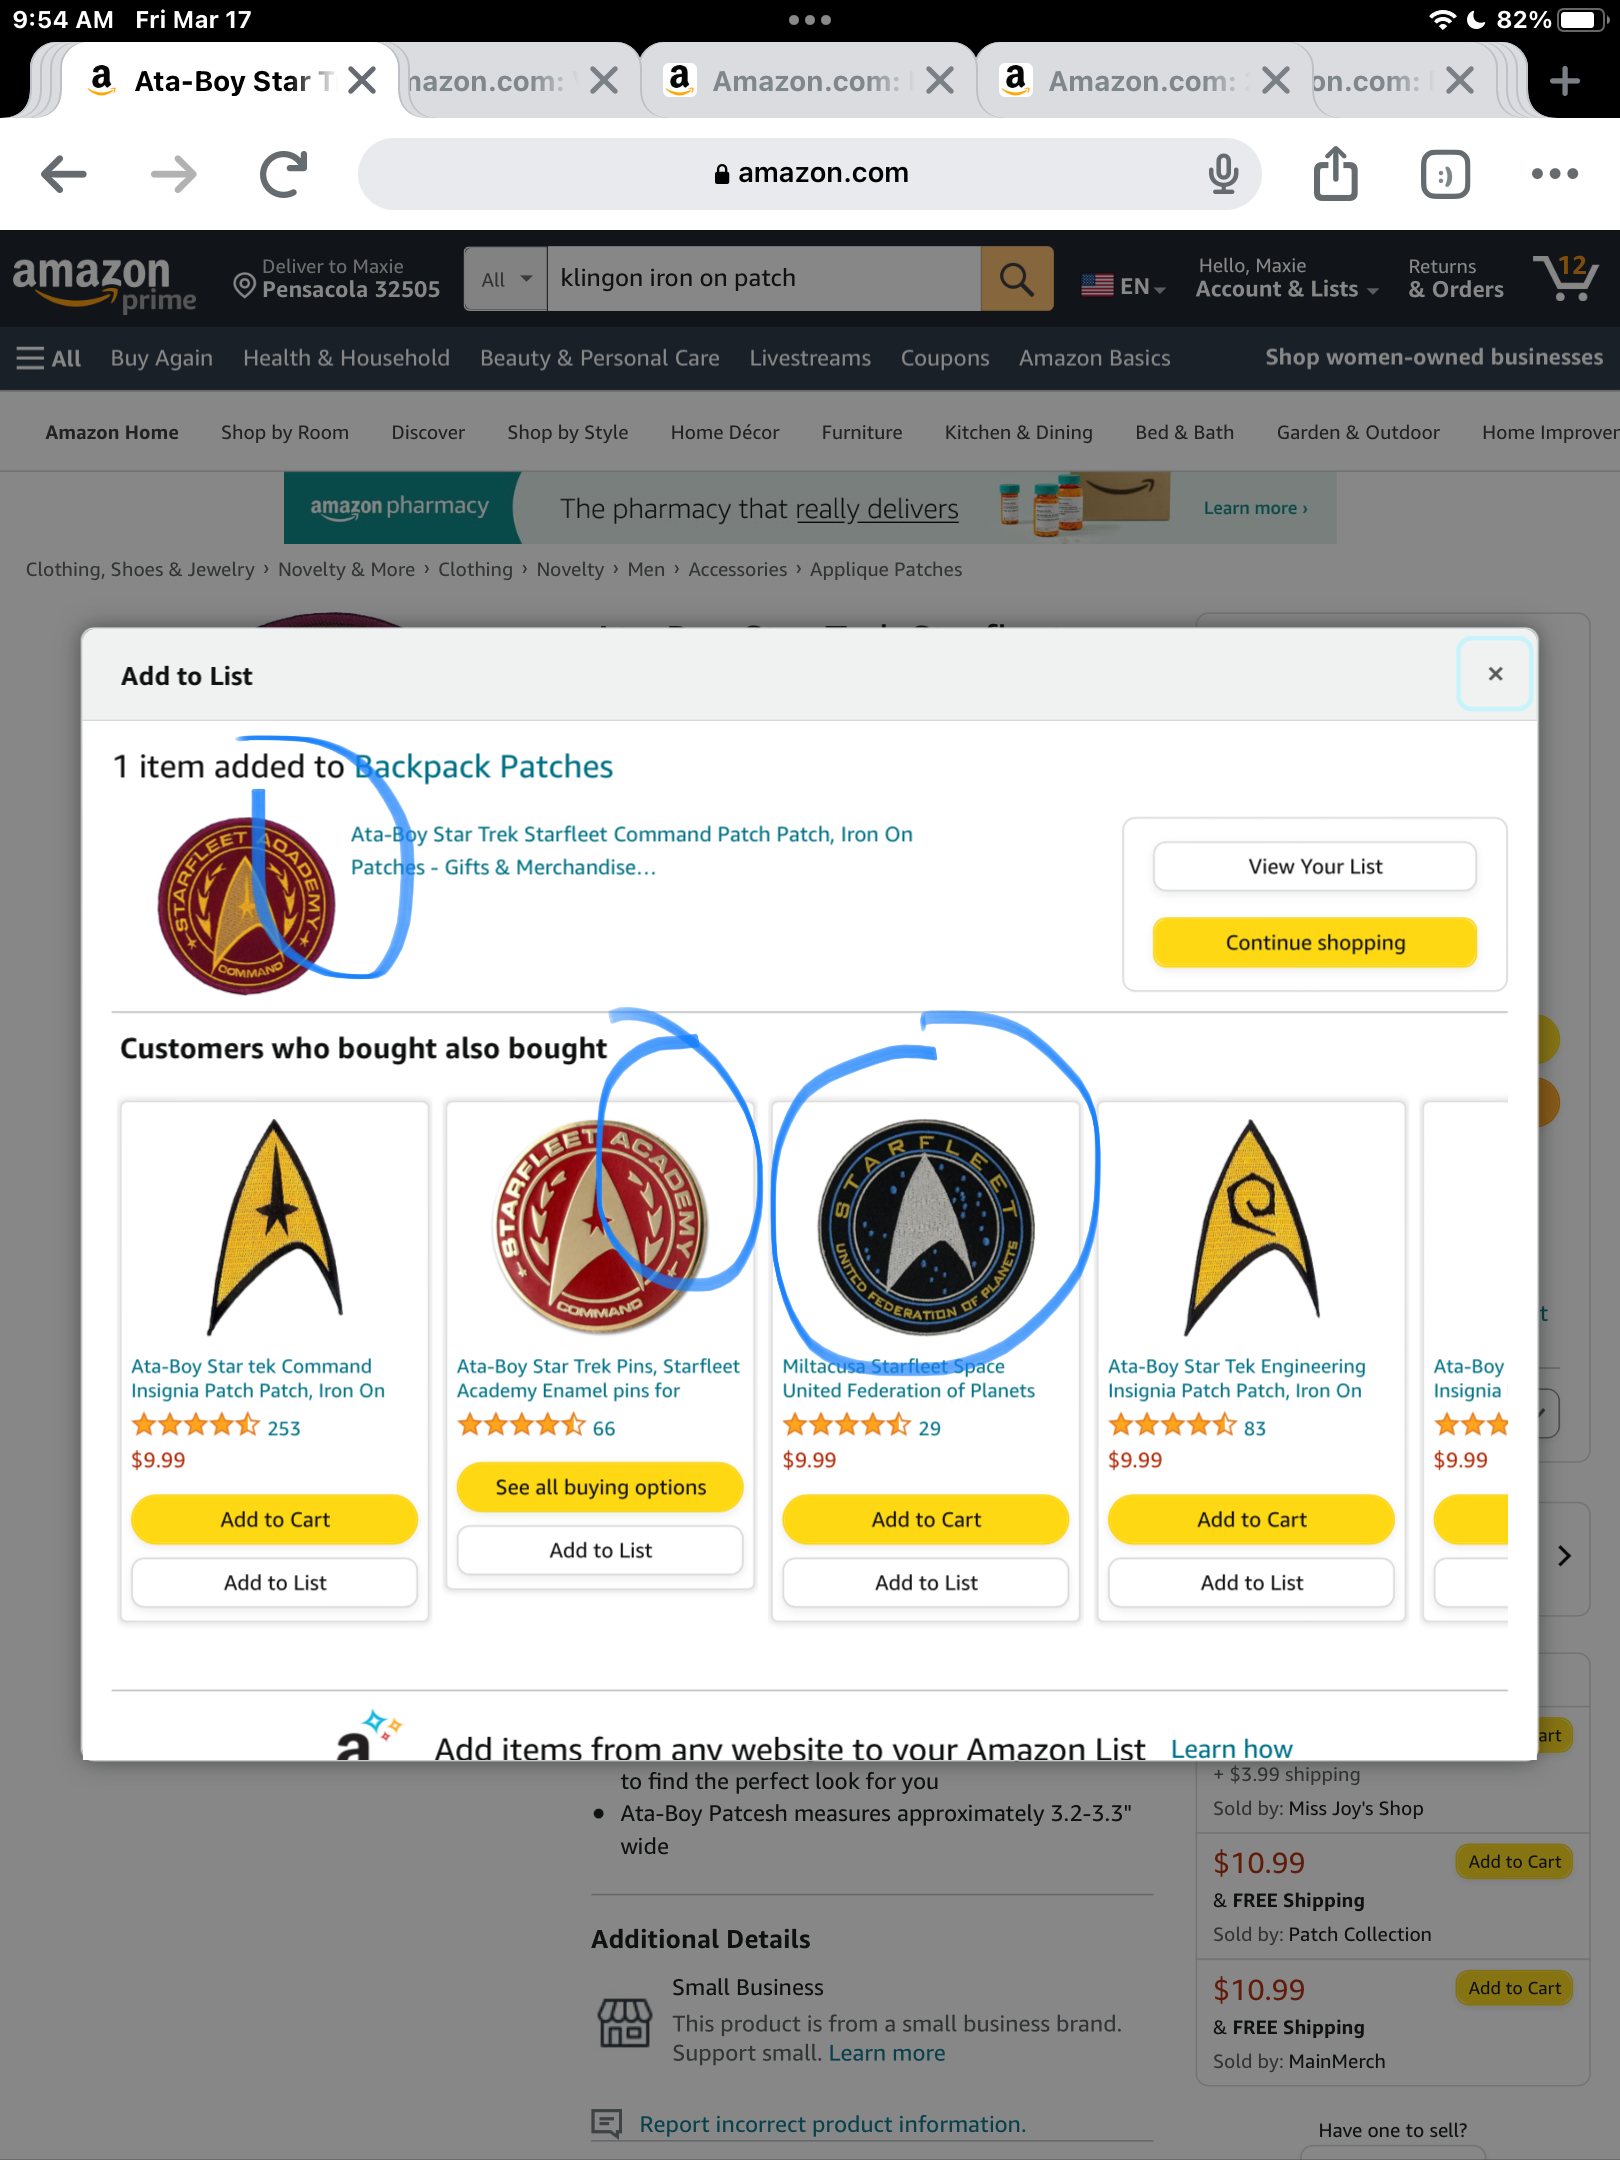 9:54 AM Fri Mar 17
82%
Ata-Boy Star T
nazon.com:
Amazon.com:
Amazon.com:
on.com:
amazon.com
amazon prime
Deliver to Maxie
Pensacola 32505
All
klingon iron on patch
EN
Hello, Maxie
Account & Lists
Returns
& Orders
12
All Buy Again Health & Household Beauty & Personal Care Livestreams Coupons Amazon Basics Shop women-owned businesses
Amazon Home Shop by Room Discover Shop by Style Home Décor Furniture Kitchen & Dining Bed & Bath Garden & Outdoor Home Improver
amazon pharmacy
The pharmacy that really delivers
Learn more ›
Clothing, Shoes & Jewelry › Novelty & More › Clothing › Novelty › Men › Accessories › Applique Patches
Add to List
×
1 item added to Backpack Patches
STARFLEET ACADEMY
COMMAND
Ata-Boy Star Trek Starfleet Command Patch Patch, Iron On
Patches - Gifts & Merchandise...
View Your List
Continue shopping
Customers who bought also bought
Ata-Boy Star tek Command
Insignia Patch Patch, Iron On
253
$9.99
Add to Cart
Add to List
STARFLEET ACADEMY
COMMAND
Ata-Boy Star Trek Pins, Starfleet
Academy Enamel pins for
66
See all buying options
Add to List
STARFLEET
UNITED FEDERATION OF PLANETS
Miltacusa Starfleet Space
United Federation of Planets
29
$9.99
Add to Cart
Add to List
Ata-Boy Star Tek Engineering
Insignia Patch Patch, Iron On
83
$9.99
Add to Cart
Add to List
Ata-Boy
Insignia
$9.99
t
Add items from any website to your Amazon List Learn how
to find the perfect look for you
• Ata-Boy Patcesh measures approximately 3.2-3.3"
wide
Additional Details
Small Business
This product is from a small business brand.
Support small. Learn more
Report incorrect product information.
art
+ $3.99 shipping
Sold by: Miss Joy's Shop
$10.99
Add to Cart
& FREE Shipping
Sold by: Patch Collection
$10.99
Add to Cart
& FREE Shipping
Sold by: MainMerch
Have one to sell?